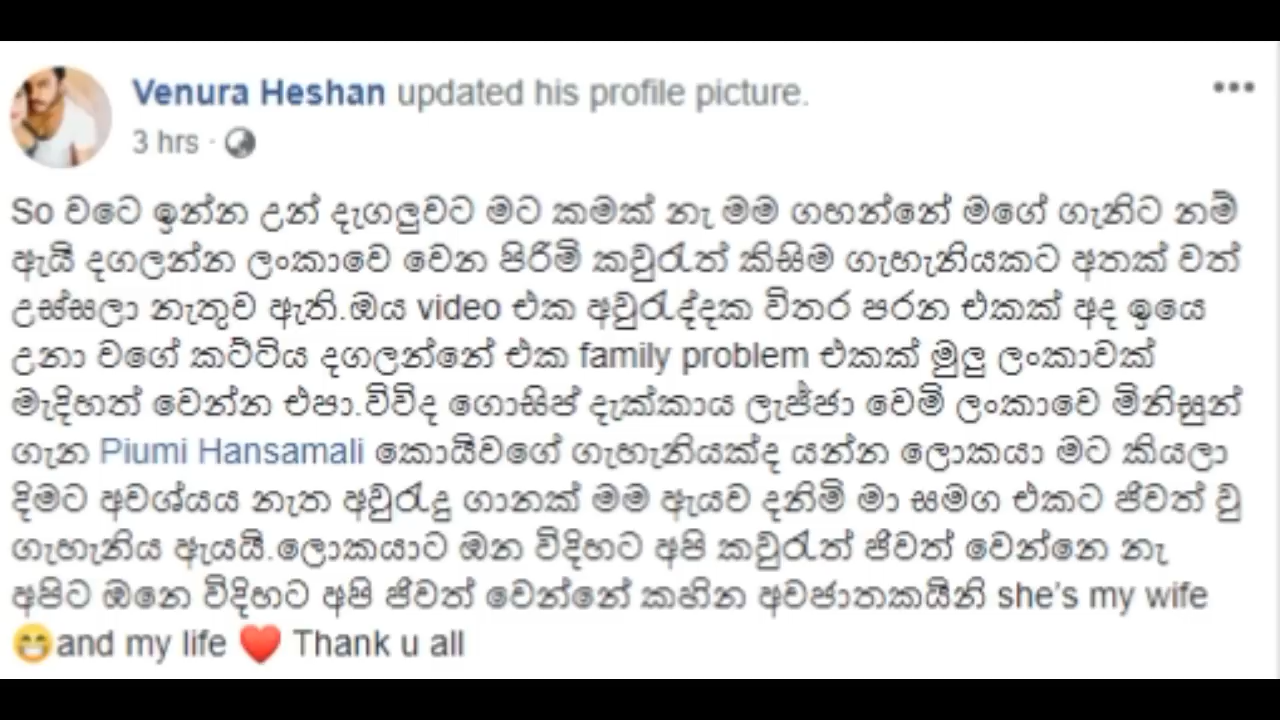 Venura Heshan updated his profile picture.
3 hrs ·
So වටෙ ඉන්න උන් දැගලුවට මට කමක් නැ මම ගහන්නේ මගේ ගැනිට නම්
ඇයි දගලන්න ලංකාවෙ වෙන පිරිමි කවුරුත් කිසිම ගැහැනියකට අතක් වත්
උස්සලා නැතුව ඇති.ඔය video එක අවුරැද්දක විතර පරන එකක් අද ඉයෙ
උනා වගේ කට්ටිය දගලන්නේ එක family problem එකක් මුලු ලංකාවක්
මැදිහත් වෙන්න එපා.විවිද ගොසිප් දැක්කාය ලැජ්ජා වෙමි ලංකාවෙ මිනිසුන්
ගැන Piumi Hansamali කොයිවගේ ගැහැනියක්ද යන්න ලොකයා මට කියලා
දිමට අවශ්යය නැත අවුරැදු ගානක් මම ඇයව දනිමි මා සමග එකට ජීවත් වු
ගැහැනිය ඇයයි.ලොකයාට ඔන විදිහට අපි කවුරැත් ජීවත් වෙන්නෙ නැ
අපිට ඔනෙ විදිහට අපි ජීවත් වෙන්නේ කහින අවජාතකයිනි she's my wife
😁and my life ❤️ Thank u all